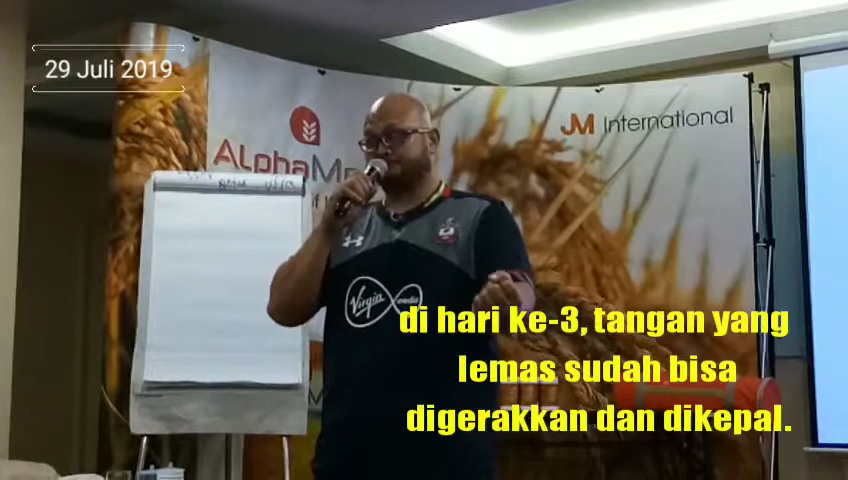 29 Juli 2019
JM International
AlphaM
Virgin media
di hari ke-3, tangan yang
lemas sudah bisa
digerakkan dan dikepal.